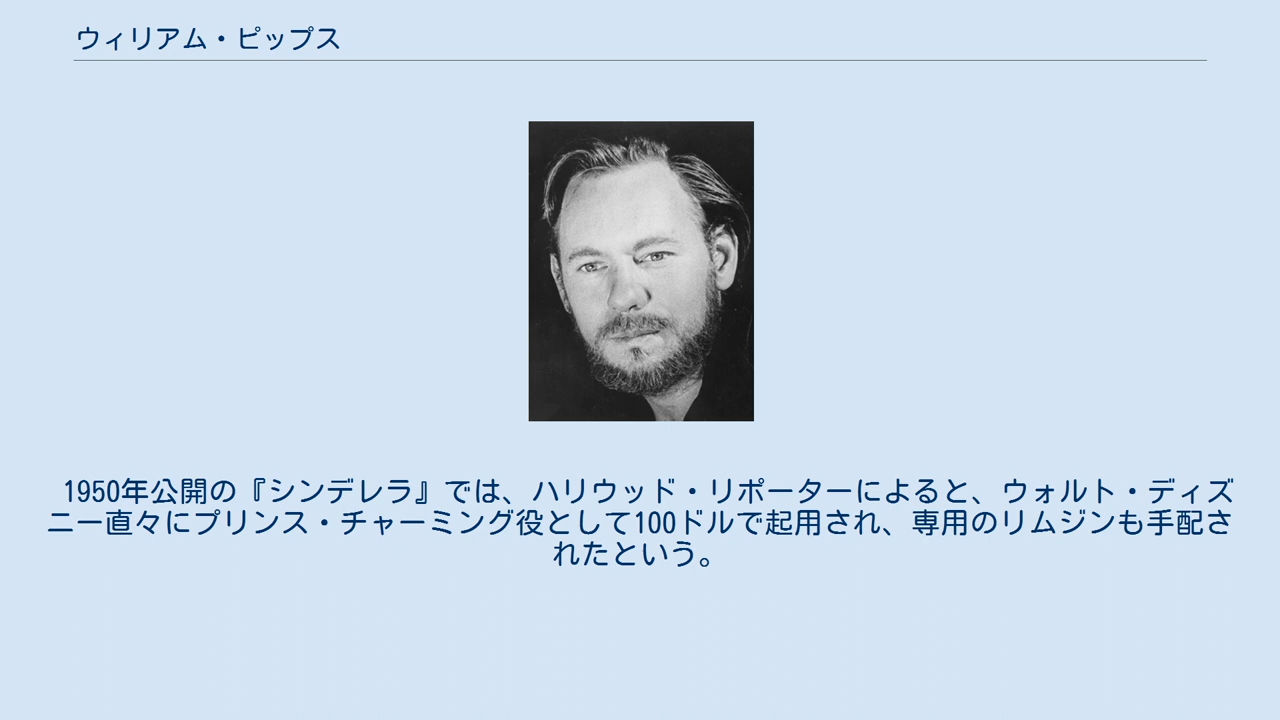 ウィリアム・ピップス
1950年公開の『シンデレラ』では、ハリウッド・リポーターによると、ウォルト・ディズ
ニー直々にプリンス・チャーミング役として100ドルで起用され、専用のリムジンも手配さ
れたという。